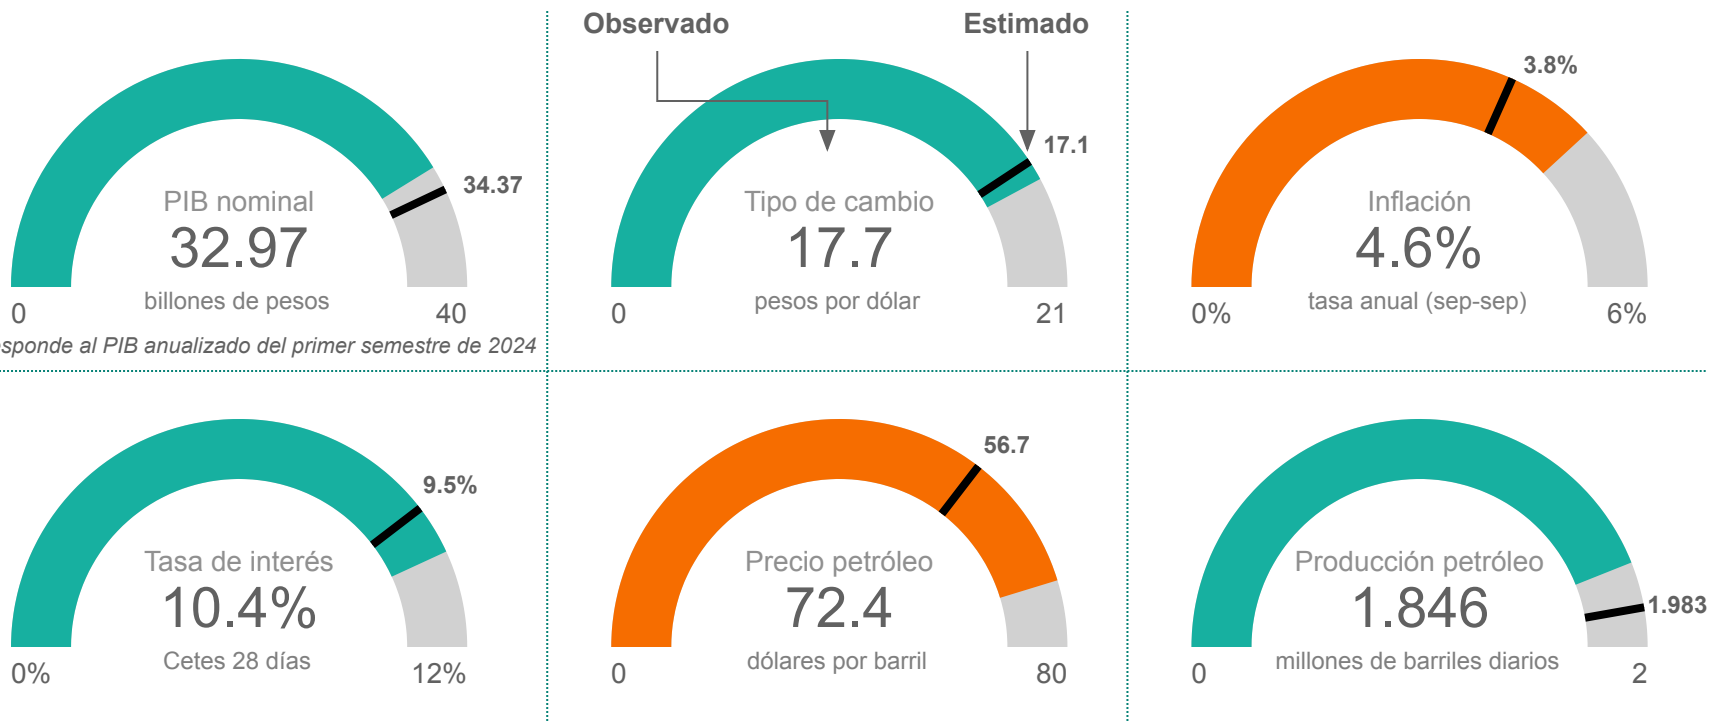 Observado
Estimado
34.37
PIB nominal
32.97
billones de pesos
0
40
esponde al PIB anualizado del primer semestre de 2024
17.1
Tipo de cambio
17.7
pesos por dólar
0
21
3.8%
Inflación
4.6%
tasa anual (sep-sep)
0%
6%
9.5%
Tasa de interés
10.4%
Cetes 28 días
0%
12%
56.7
Precio petróleo
72.4
dólares por barril
0
80
1.983
Producción petróleo
1.846
millones de barriles diarios
0
2